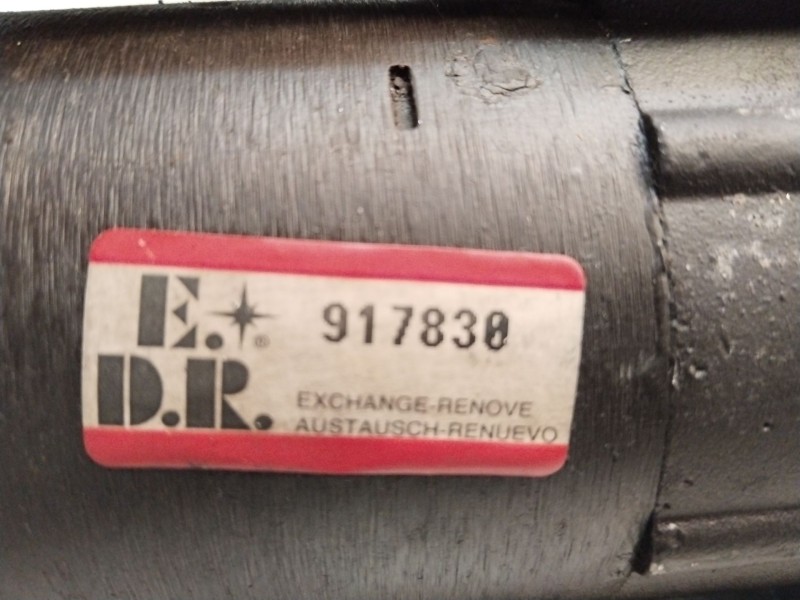 E. ® 917830
D.R. EXCHANGE-RENOVE
AUSTAUSCH-RENUEVO